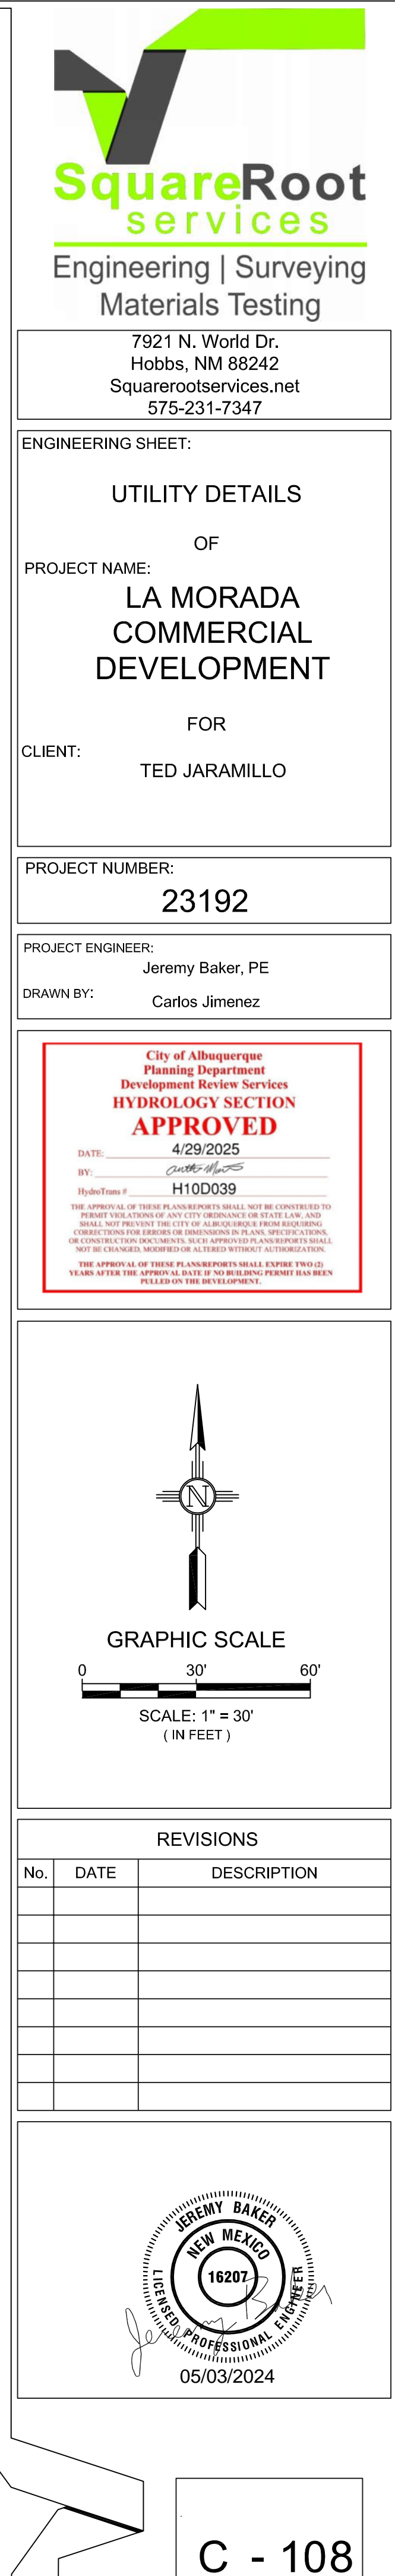 SquareRoot
services
Engineering | Surveying
Materials Testing
7921 N. World Dr.
Hobbs, NM 88242
Squarerootservices.net
575-231-7347
ENGINEERING SHEET:
UTILITY DETAILS
OF
PROJECT NAME:
LA MORADA
COMMERCIAL
DEVELOPMENT
FOR
CLIENT:
TED JARAMILLO
PROJECT NUMBER:
23192
PROJECT ENGINEER:
Jeremy Baker, PE
DRAWN BY: Carlos Jimenez
City of Albuquerque
Planning Department
Development Review Services
HYDROLOGY SECTION
APPROVED
DATE: 4/29/2025
BY:
HydroTrans # H10D039
THE APPROVAL OF THESE PLANS/REPORTS SHALL NOT BE CONSTRUED TO
PERMIT VIOLATIONS OF ANY CITY ORDINANCE OR STATE LAW, AND
SHALL NOT PREVENT THE CITY OF ALBUQUERQUE FROM REQUIRING
CORRECTIONS FOR ERRORS OR DIMENSIONS IN PLANS, SPECIFICATIONS,
OR CONSTRUCTION DOCUMENTS. SUCH APPROVED PLANS/REPORTS SHALL
NOT BE CHANGED, MODIFIED OR ALTERED WITHOUT AUTHORIZATION.
THE APPROVAL OF THESE PLANS/REPORTS SHALL EXPIRE TWO (2)
YEARS AFTER THE APPROVAL DATE IF NO BUILDING PERMIT HAS BEEN
PULLED ON THE DEVELOPMENT.
N
GRAPHIC SCALE
0 30' 60'
SCALE: 1" = 30'
( IN FEET )
REVISIONS
No. DATE DESCRIPTION
JEREMY BAKER
NEW MEXICO
16207
LICENSED PROFESSIONAL ENGINEER
Jeremy Baker
05/03/2024
C - 108